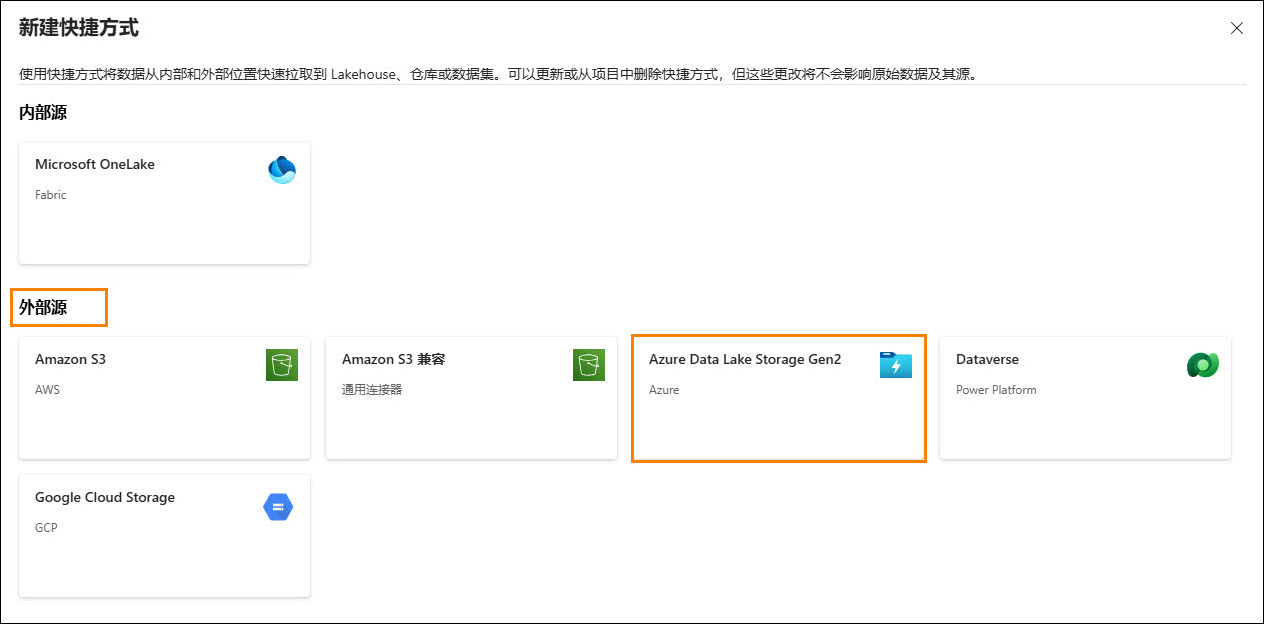 新建快捷方式
使用快捷方式将数据从内部和外部位置快速拉取到 Lakehouse、仓库或数据集。可以更新或从项目中删除快捷方式，但这些更改将不会影响原始数据及其源。
内部源
Microsoft OneLake
Fabric
外部源
Amazon S3
AWS
Amazon S3 兼容
通用连接器
Azure Data Lake Storage Gen2
Azure
Dataverse
Power Platform
Google Cloud Storage
GCP